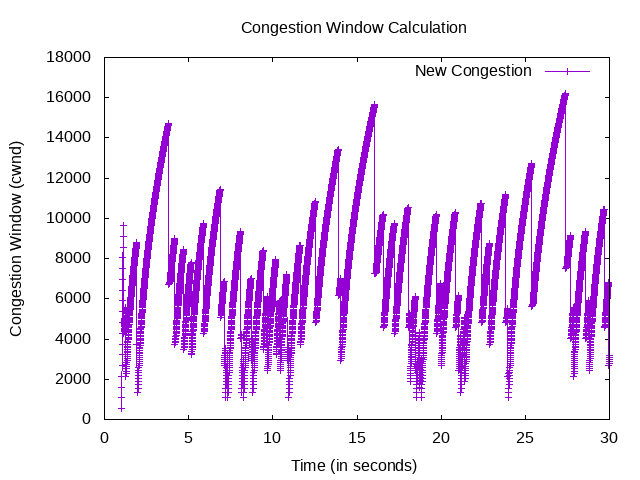 Congestion Window Calculation
New Congestion
Congestion Window (cwnd)
18000
16000
14000
12000
10000
8000
6000
4000
2000
0
0 5 10 15 20 25 30
Time (in seconds)